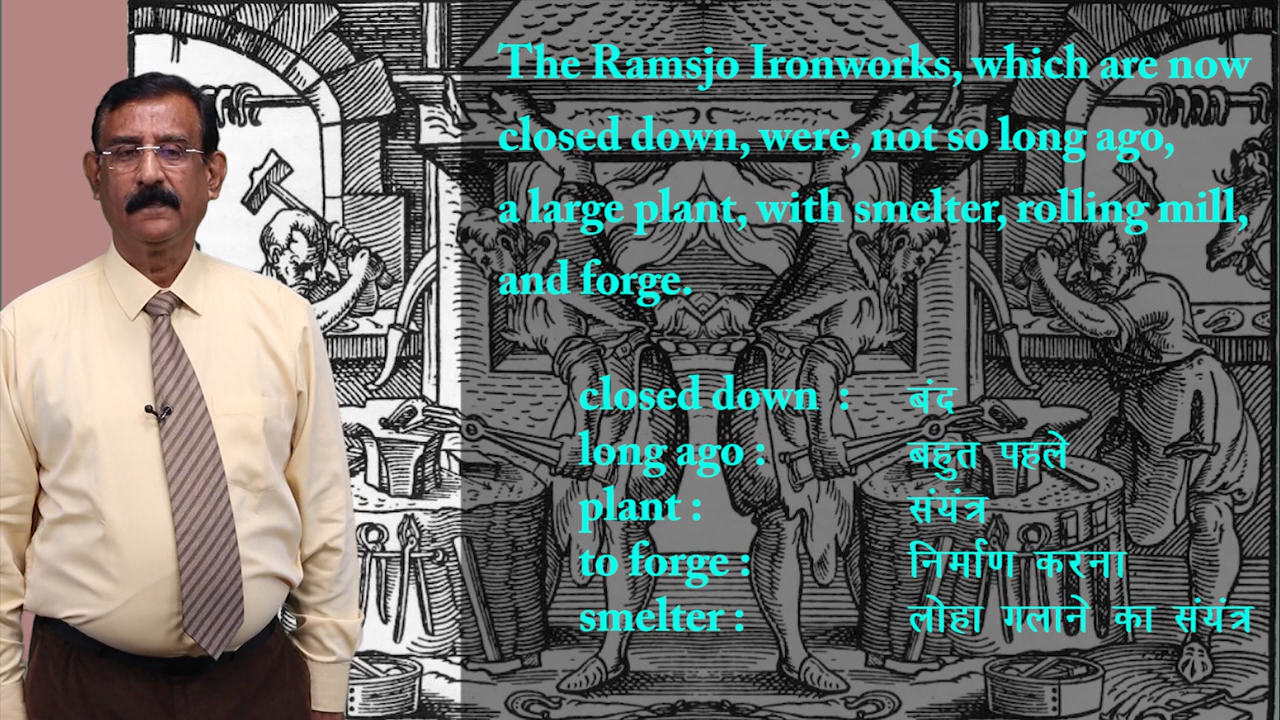 The Ramsjo Ironworks, which are now
closed down, were, not so long ago,
a large plant, with smelter, rolling mill,
and forge.
closed down : बंद
long ago : बहुत पहले
plant : संयंत्र
to forge : निर्माण करना
smelter : लोहा गलाने का संयंत्र